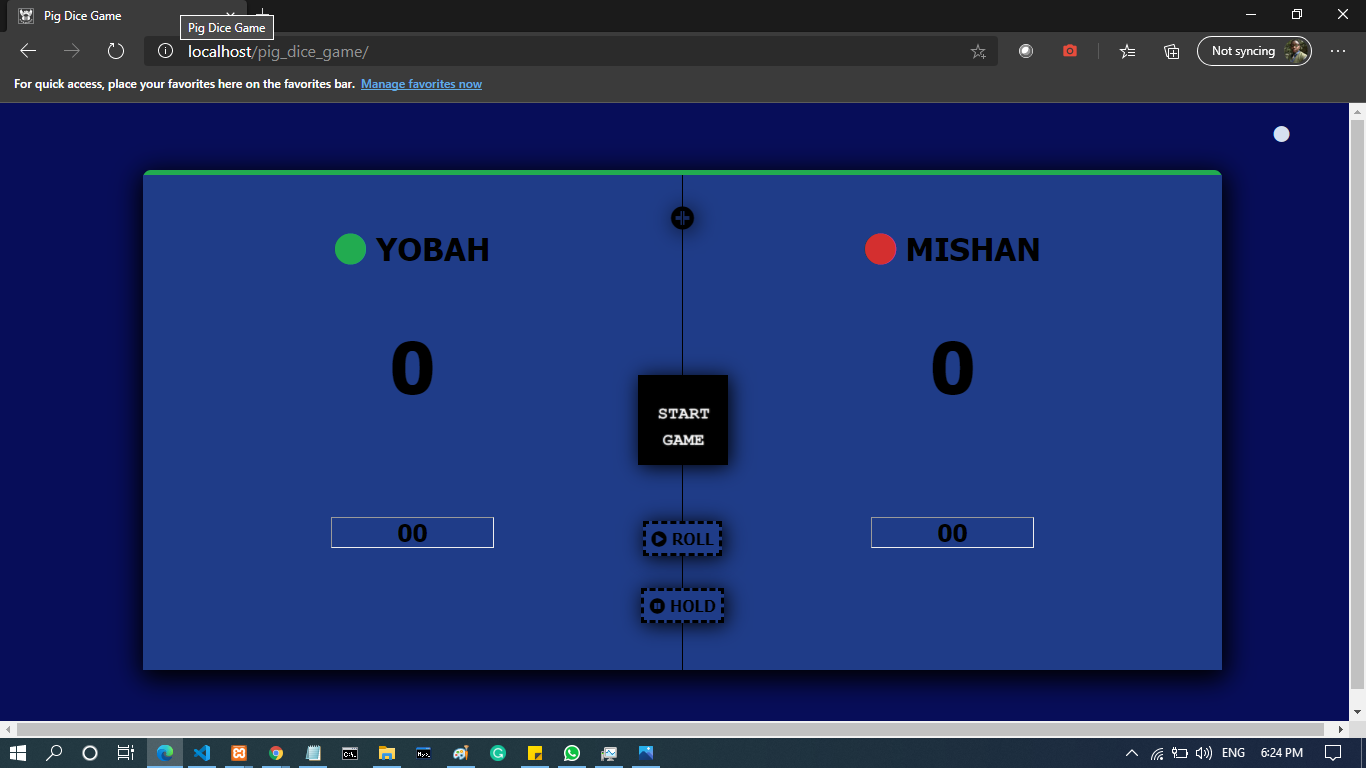 Pig Dice Game
Pig Dice Game
localhost/pig_dice_game/
Not syncing
For quick access, place your favorites here on the favorites bar. Manage favorites now
YOBAH
MISHAN
0
0
START
GAME
00
00
ROLL
HOLD
ENG
6:24 PM